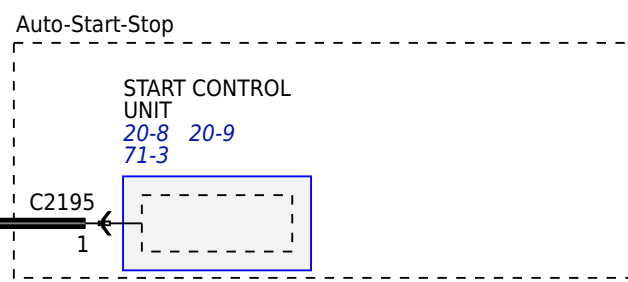 Auto-Start-Stop
START CONTROL
UNIT
20-8 20-9
71-3
C2195
1